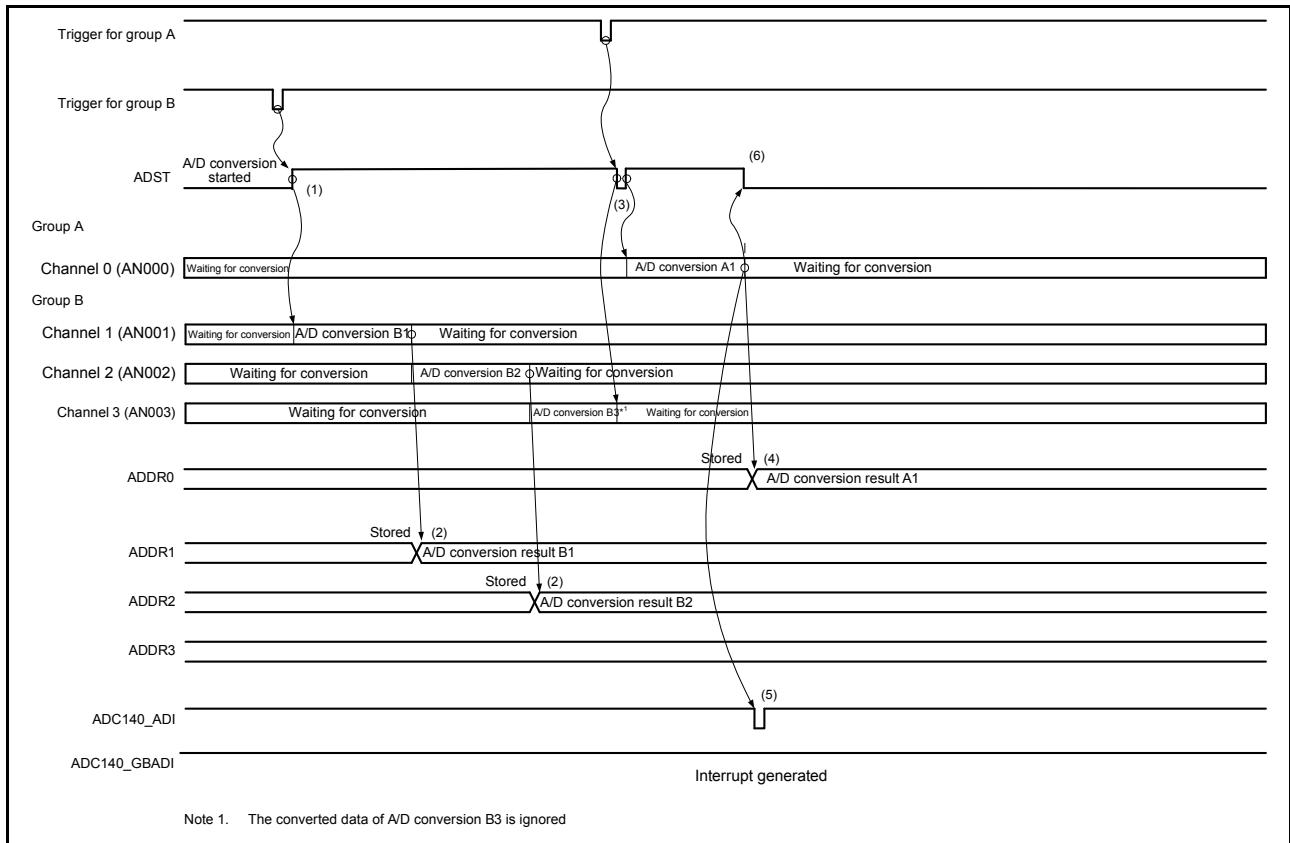 Trigger for group A
Trigger for group B
A/D conversion
started
ADST
(1)
(3)
(6)
Group A
Channel 0 (AN000)
Waiting for conversion
A/D conversion A1
Waiting for conversion
Group B
Channel 1 (AN001)
Waiting for conversion
A/D conversion B1
Waiting for conversion
Channel 2 (AN002)
Waiting for conversion
A/D conversion B2
Waiting for conversion
Channel 3 (AN003)
Waiting for conversion
A/D conversion B3*1
Waiting for conversion
Stored (4)
ADDR0
A/D conversion result A1
Stored (2)
ADDR1
A/D conversion result B1
Stored (2)
ADDR2
A/D conversion result B2
ADDR3
(5)
ADC140_ADI
ADC140_GBADI
Interrupt generated
Note 1. The converted data of A/D conversion B3 is ignored